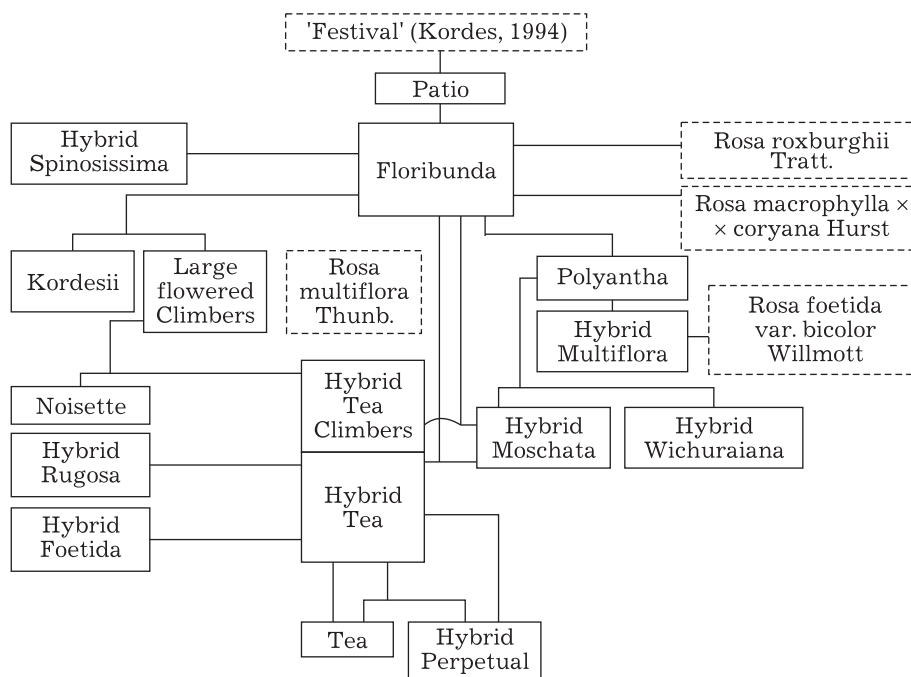 'Festival' (Kordes, 1994)
Patio
Hybrid
Spinosissima
Floribunda
Rosa roxburghii
Tratt.
Rosa macrophylla ×
× coryana Hurst
Kordesii
Large
flowered
Climbers
Rosa
multiflora
Thunb.
Polyantha
Hybrid
Multiflora
Rosa foetida
var. bicolor
Willmott
Noisette
Hybrid
Tea
Climbers
Hybrid
Moschata
Hybrid
Wichuraiana
Hybrid
Rugosa
Hybrid
Tea
Hybrid
Foetida
Tea
Hybrid
Perpetual